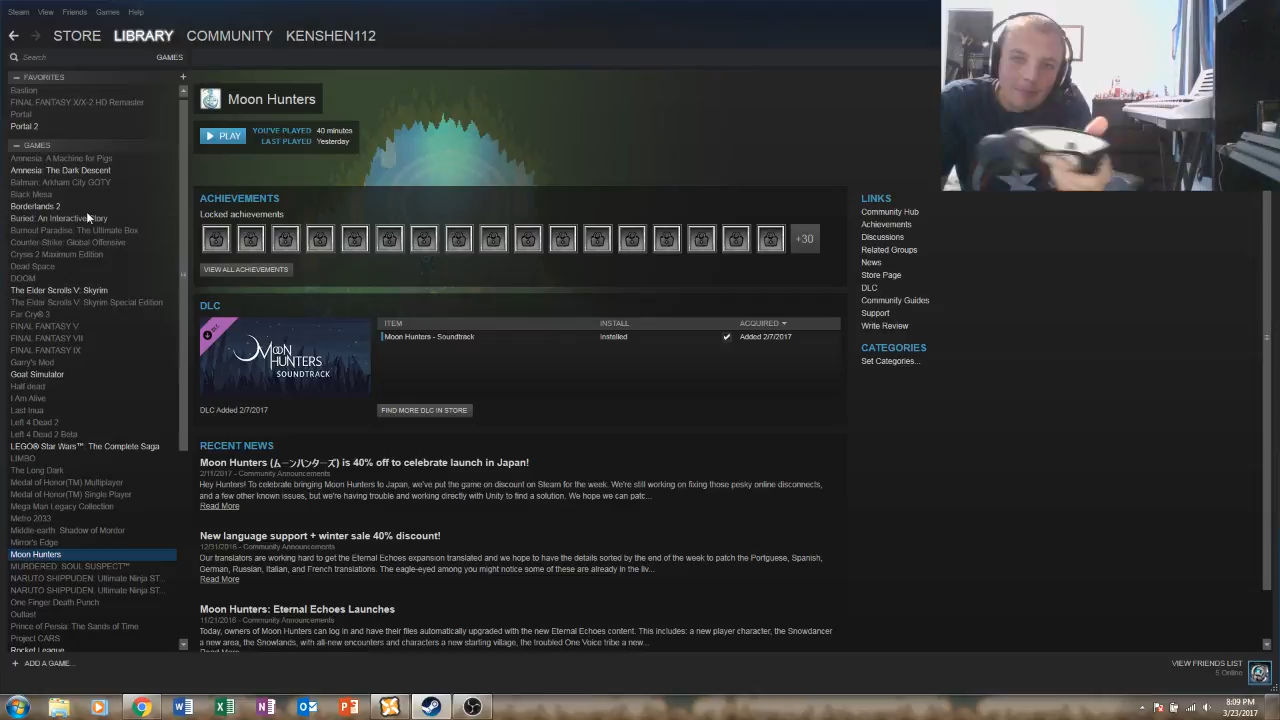 Steam View Friends Games Help
STORE LIBRARY COMMUNITY KENSHEN112
Search GAMES
FAVORITES
Bastion
FINAL FANTASY X/X-2 HD Remaster
Portal
Portal 2
GAMES
Amnesia: A Machine for Pigs
Amnesia: The Dark Descent
Batman: Arkham City GOTY
Black Mesa
Borderlands 2
Buried: An Interactive Story
Burnout Paradise: The Ultimate Box
Counter-Strike: Global Offensive
Crysis 2 Maximum Edition
Dead Space
DOOM
The Elder Scrolls V: Skyrim
The Elder Scrolls V: Skyrim Special Edition
Far Cry® 3
FINAL FANTASY V
FINAL FANTASY VII
FINAL FANTASY IX
Garry's Mod
Goat Simulator
Half dead
I Am Alive
Last Inua
Left 4 Dead 2
Left 4 Dead 2 Beta
LEGO® Star Wars™: The Complete Saga
LIMBO
The Long Dark
Medal of Honor(TM) Multiplayer
Medal of Honor(TM) Single Player
Mega Man Legacy Collection
Metro 2033
Middle-earth: Shadow of Mordor
Mirror's Edge
Moon Hunters
MURDERED: SOUL SUSPECT™
NARUTO SHIPPUDEN: Ultimate Ninja ST...
NARUTO SHIPPUDEN: Ultimate Ninja ST...
One Finger Death Punch
Outlast
Prince of Persia: The Sands of Time
Project CARS
Rocket League
+ ADD A GAME...
Moon Hunters
PLAY
YOU'VE PLAYED 40 minutes
LAST PLAYED Yesterday
ACHIEVEMENTS
Locked achievements
+30
VIEW ALL ACHIEVEMENTS
DLC
MOON HUNTERS
SOUNDTRACK
DLC Added 2/7/2017
ITEM INSTALL ACQUIRED
Moon Hunters - Soundtrack Installed Added 2/7/2017
FIND MORE DLC IN STORE
RECENT NEWS
Moon Hunters (ムーンハンターズ) is 40% off to celebrate launch in Japan!
2/11/2017 - Community Announcements
Hey Hunters! To celebrate bringing Moon Hunters to Japan, we've put the game on discount on Steam for the week. We're still working on fixing those pesky online disconnects,
and a few other known issues, but we're having trouble and working directly with Unity to find a solution. We hope we can patc...
Read More
New language support + winter sale 40% discount!
12/31/2016 - Community Announcements
Our translators are working hard to get the Eternal Echoes expansion translated and we hope to have the details sorted by the end of the week to patch the Portguese, Spanish,
German, Russian, Italian, and French translations. The eagle-eyed among you might notice some of these are already in the liv...
Read More
Moon Hunters: Eternal Echoes Launches
11/21/2016 - Community Announcements
Today, owners of Moon Hunters can log in and have their files automatically upgraded with the new Eternal Echoes content. This includes: a new player character, the Snowdancer
a new area, the Snowlands, with all-new encounters and characters a new starting village, the troubled One Voice tribe a new...
Read More
LINKS
Community Hub
Achievements
Discussions
Related Groups
News
Store Page
DLC
Community Guides
Support
Write Review
CATEGORIES
Set Categories...
VIEW FRIENDS LIST
5 Online
8:09 PM
3/23/2017